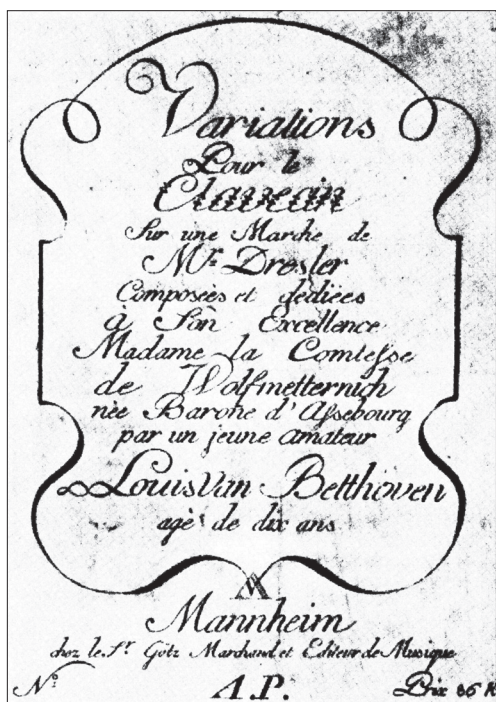 Variations
Pour le
Clavecin
Sur une Marche de
Mr. Dresler
Composées et dediées
à Son Excellence
Madame la Comtesse
de Wolfmetternich
née Barone d'Assebourg
par un jeune amateur
Louis van Betthoven
agè de dix ans
M
Mannheim
chez le Sr. Götz Marchand et Editeur de Musique
No. A.P. Prix 36 K